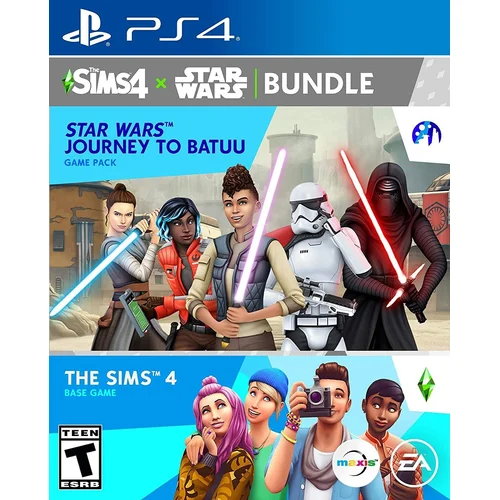 PS4
The SiMS4 × STAR WARS BUNDLE
STAR WARS™
JOURNEY TO BATUU
GAME PACK
THE SIMS™ 4
BASE GAME
TEEN
T
ESRB
maxis™
EA